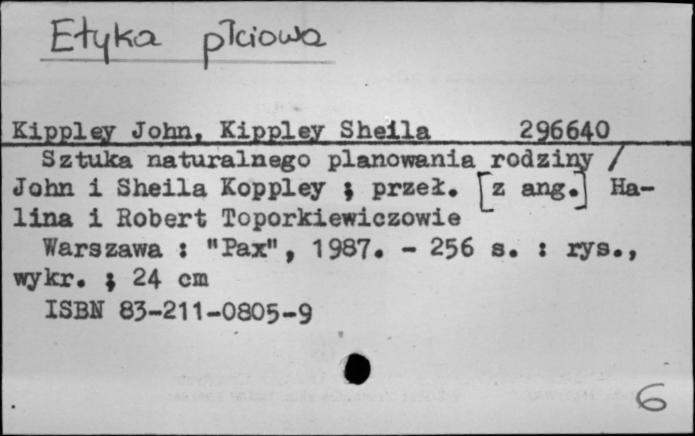 Etyka płciowa
Kippley John, Kippley Sheila 296640
Sztuka naturalnego planowania rodziny /
John i Sheila Koppley ; przeł. [z ang.] Ha-
lina i Robert Toporkiewiczowie
Warszawa : "Pax", 1987. - 256 s. : rys.,
wykr. ; 24 cm
ISBN 83-211-0805-9
6